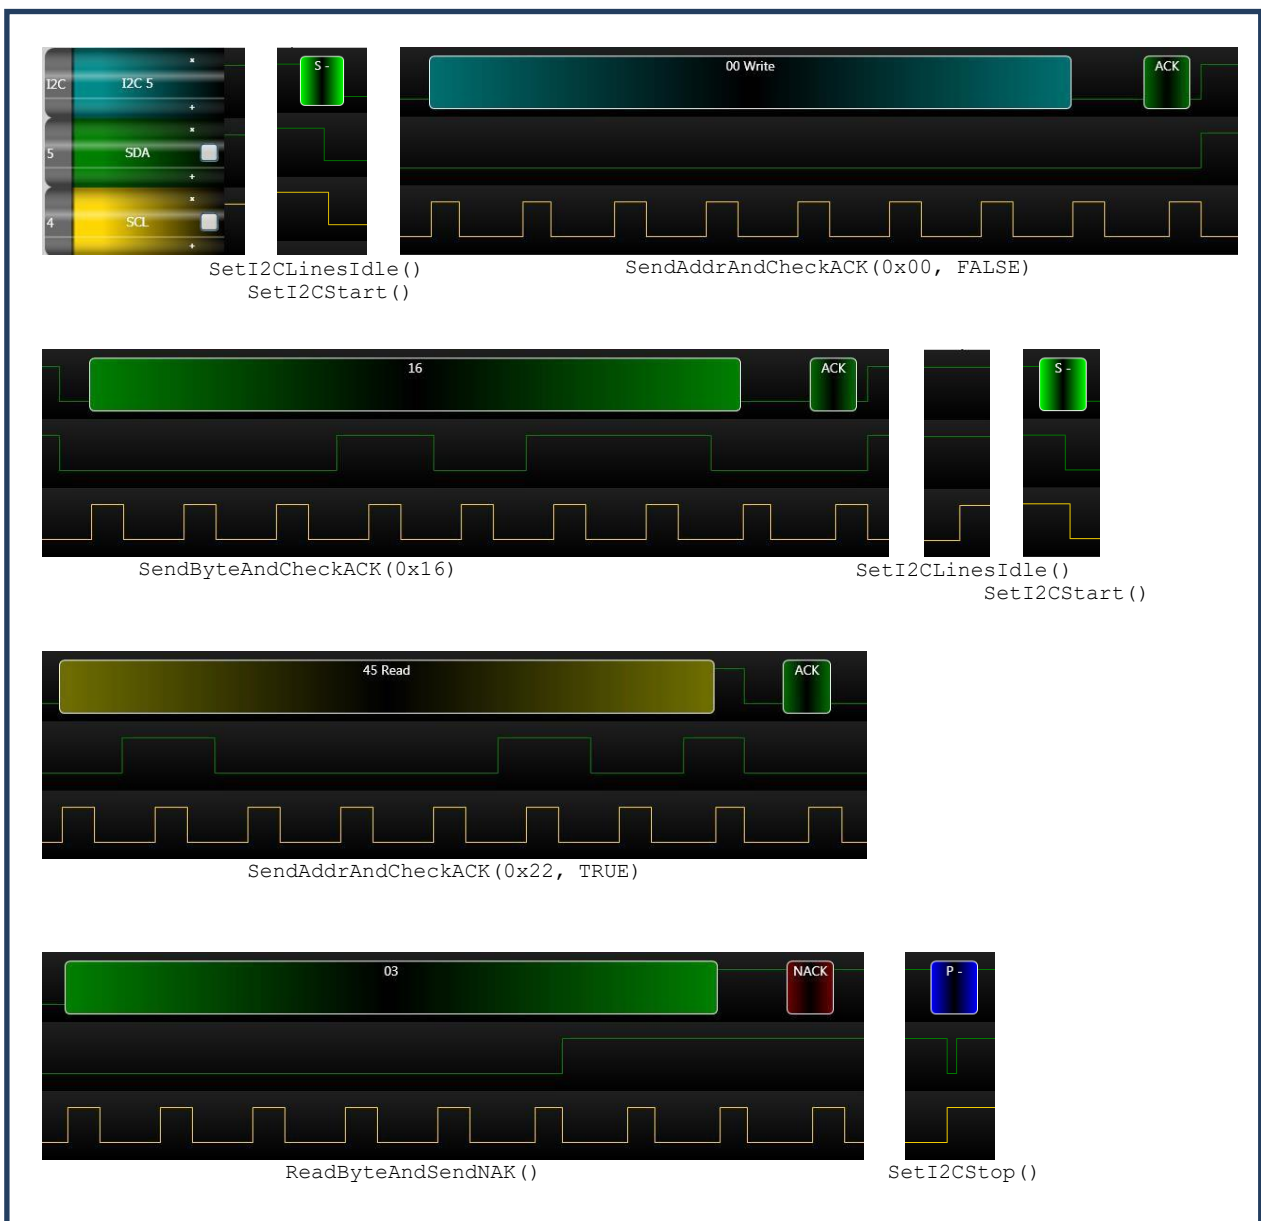 I2C I2C 5
5 SDA
4 SCL
S -
00 Write
ACK
SetI2CLinesIdle()
SetI2CStart()
SendAddrAndCheckACK(0x00, FALSE)
16
ACK
S -
SendByteAndCheckACK(0x16)
SetI2CLinesIdle()
SetI2CStart()
45 Read
ACK
SendAddrAndCheckACK(0x22, TRUE)
03
NACK
P -
ReadByteAndSendNAK()
SetI2CStop()